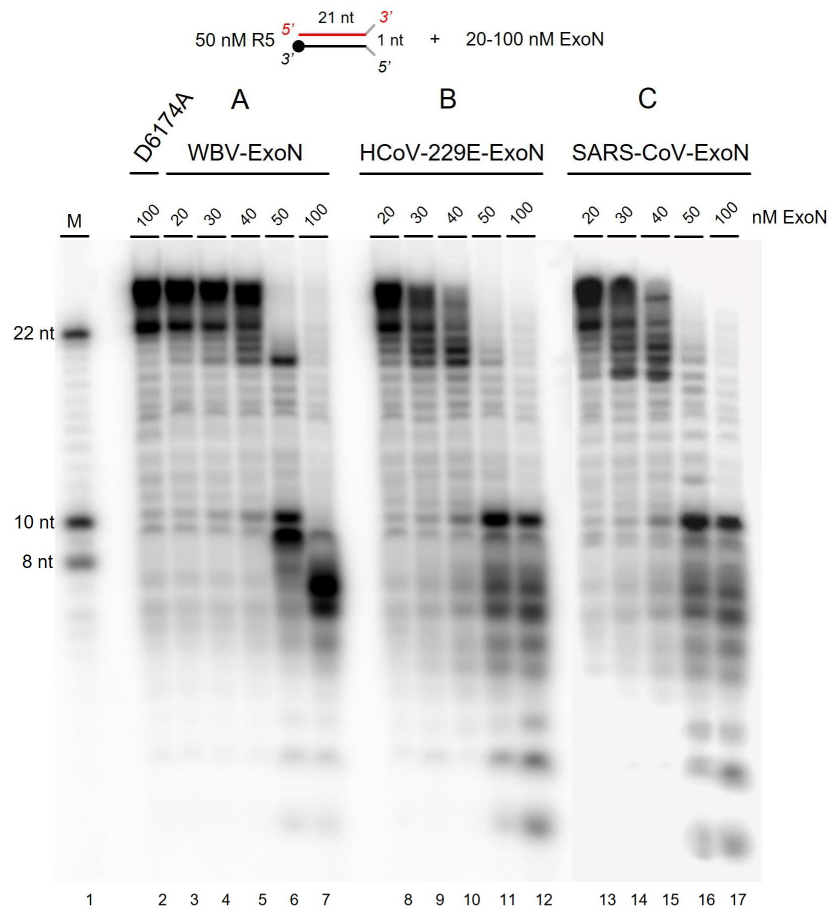 21 nt 3'
50 nM R5 5' 1 nt + 20-100 nM ExoN
3' 5'
A B C
D6174A WBV-ExoN HCoV-229E-ExoN SARS-CoV-ExoN
M 100 20 30 40 50 100 20 30 40 50 100 20 30 40 50 100 nM ExoN
22 nt
10 nt
8 nt
1 2 3 4 5 6 7 8 9 10 11 12 13 14 15 16 17